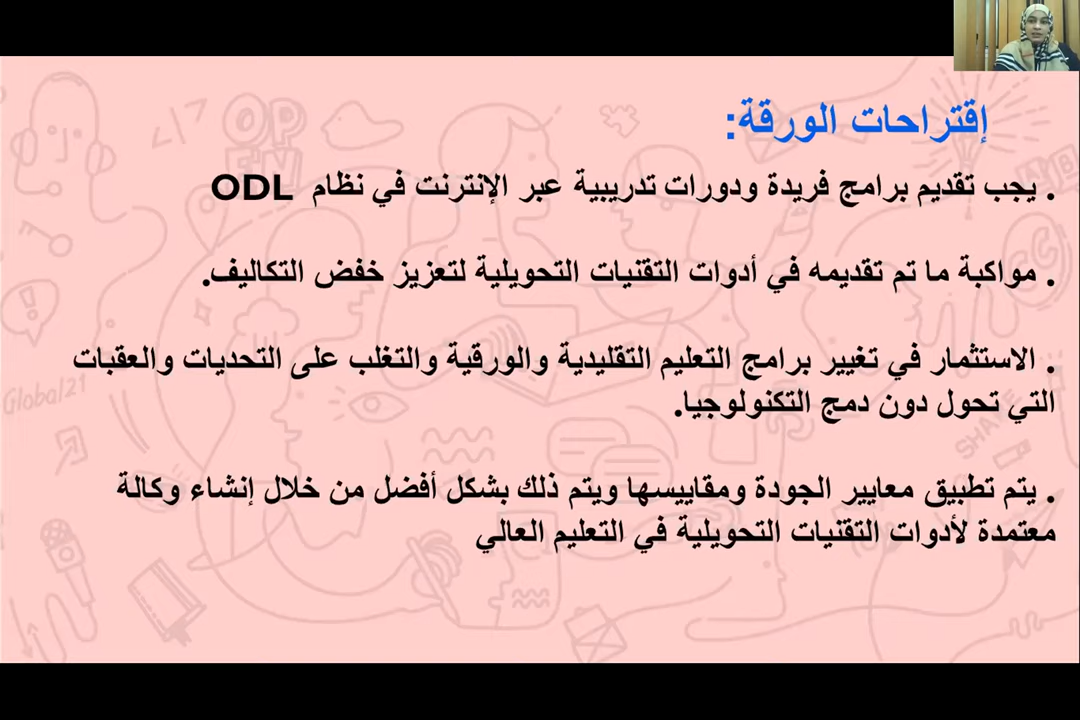 إقتراحات الورقة:
. يجب تقديم برامج فريدة ودورات تدريبية عبر الإنترنت في نظام ODL
. مواكبة ما تم تقديمه في أدوات التقنيات التحويلية لتعزيز خفض التكاليف.
. الاستثمار في تغيير برامج التعليم التقليدية والورقية والتغلب على التحديات والعقبات
التي تحول دون دمج التكنولوجيا.
. يتم تطبيق معايير الجودة ومقاييسها ويتم ذلك بشكل أفضل من خلال إنشاء وكالة
معتمدة لأدوات التقنيات التحويلية في التعليم العالي
OP
EN
Global21